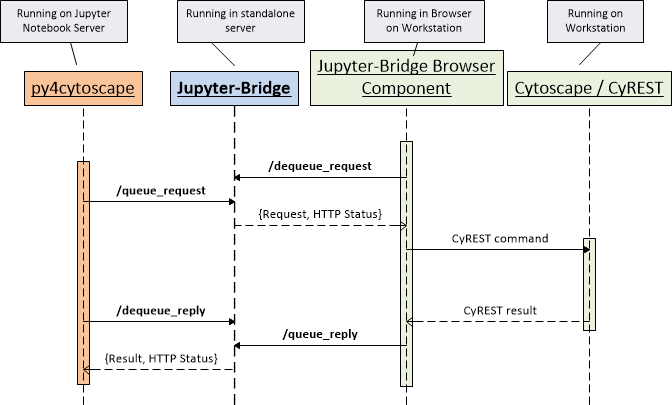 Running on Jupyter
Notebook Server
Running in standalone
server
Running in Browser
on Workstation
Running on
Workstation
py4cytoscape
Jupyter-Bridge
Jupyter-Bridge Browser
Component
Cytoscape / CyREST
/dequeue_request
/queue_request
{Request, HTTP Status}
CyREST command
/dequeue_reply
CyREST result
/queue_reply
{Result, HTTP Status}